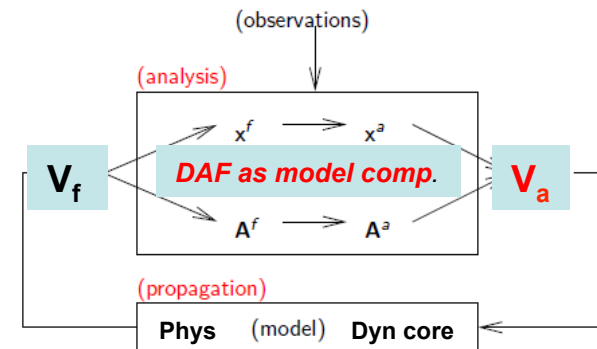 (observations)
(analysis)
x^f x^a
V_f DAF as model comp. V_a
A^f A^a
(propagation)
Phys (model) Dyn core